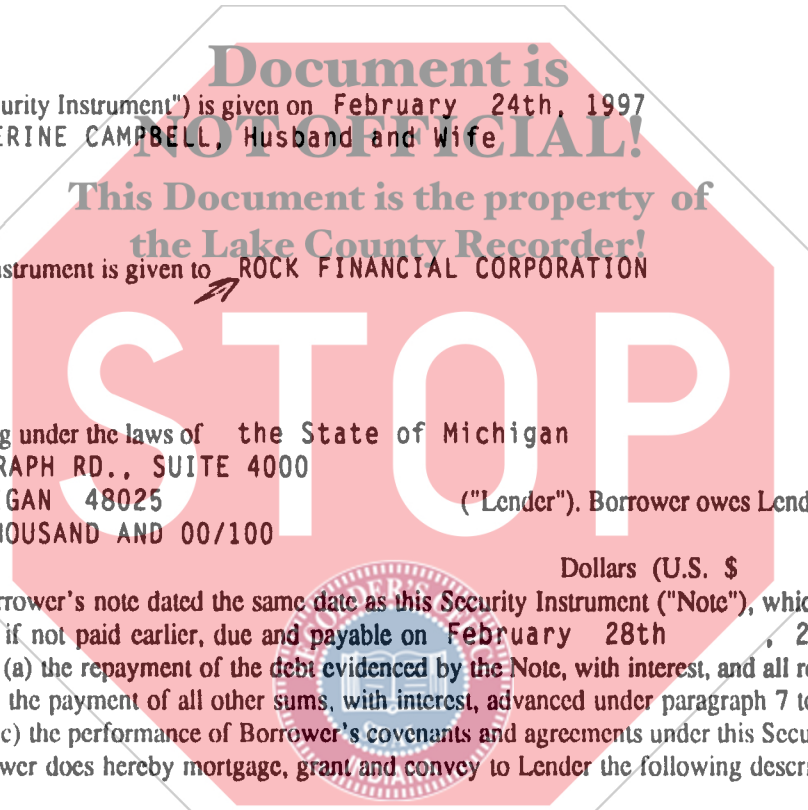 Document is
urity Instrument") is given on February 24th, 1997
ERINE CAMPBELL, Husband and Wife
NOT OFFICIAL!
This Document is the property of
the Lake County Recorder!
strument is given to ROCK FINANCIAL CORPORATION
STOP
g under the laws of the State of Michigan
RAPH RD., SUITE 4000
GAN 48025 ("Lender"). Borrower owes Lend
HOUSAND AND 00/100
Dollars (U.S. $
rrower's note dated the same date as this Security Instrument ("Note"), whic
if not paid earlier, due and payable on February 28th , 2
(a) the repayment of the debt evidenced by the Note, with interest, and all r
the payment of all other sums, with interest, advanced under paragraph 7 to
c) the performance of Borrower's covenants and agreements under this Secu
wer does hereby mortgage, grant and convey to Lender the following descri